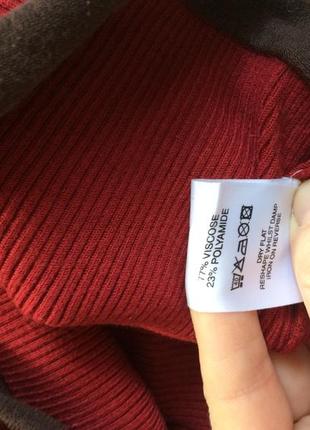 77% VISCOSE
23% POLYAMIDE
DRY FLAT
RESHAPE WHILST DAMP
IRON ON REVERSE